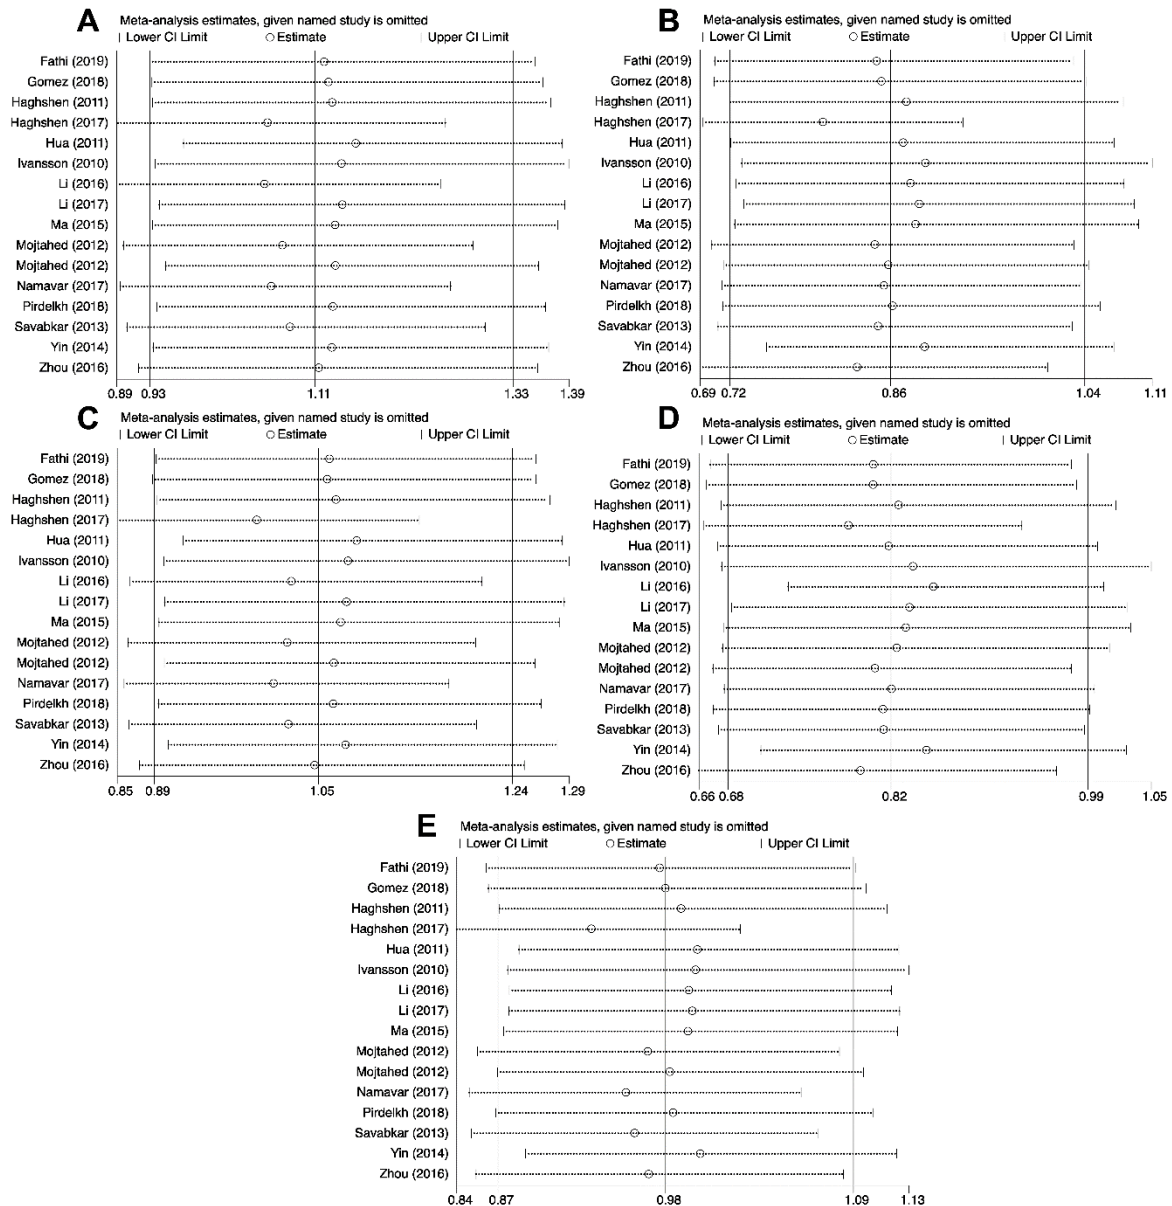 A
Meta-analysis estimates, given named study is omitted
Lower CI Limit Estimate Upper CI Limit
Fathi (2019)
Gomez (2018)
Haghshen (2011)
Haghshen (2017)
Hua (2011)
Ivansson (2010)
Li (2016)
Li (2017)
Ma (2015)
Mojtahed (2012)
Mojtahed (2012)
Namavar (2017)
Pirdelkh (2018)
Savabkar (2013)
Yin (2014)
Zhou (2016)
0.89 0.93 1.11 1.33 1.39
B
Meta-analysis estimates, given named study is omitted
Lower CI Limit Estimate Upper CI Limit
Fathi (2019)
Gomez (2018)
Haghshen (2011)
Haghshen (2017)
Hua (2011)
Ivansson (2010)
Li (2016)
Li (2017)
Ma (2015)
Mojtahed (2012)
Mojtahed (2012)
Namavar (2017)
Pirdelkh (2018)
Savabkar (2013)
Yin (2014)
Zhou (2016)
0.69 0.72 0.86 1.04 1.11
C
Meta-analysis estimates, given named study is omitted
Lower CI Limit Estimate Upper CI Limit
Fathi (2019)
Gomez (2018)
Haghshen (2011)
Haghshen (2017)
Hua (2011)
Ivansson (2010)
Li (2016)
Li (2017)
Ma (2015)
Mojtahed (2012)
Mojtahed (2012)
Namavar (2017)
Pirdelkh (2018)
Savabkar (2013)
Yin (2014)
Zhou (2016)
0.85 0.89 1.05 1.24 1.29
D
Meta-analysis estimates, given named study is omitted
Lower CI Limit Estimate Upper CI Limit
Fathi (2019)
Gomez (2018)
Haghshen (2011)
Haghshen (2017)
Hua (2011)
Ivansson (2010)
Li (2016)
Li (2017)
Ma (2015)
Mojtahed (2012)
Mojtahed (2012)
Namavar (2017)
Pirdelkh (2018)
Savabkar (2013)
Yin (2014)
Zhou (2016)
0.66 0.68 0.82 0.99 1.05
E
Meta-analysis estimates, given named study is omitted
Lower CI Limit Estimate Upper CI Limit
Fathi (2019)
Gomez (2018)
Haghshen (2011)
Haghshen (2017)
Hua (2011)
Ivansson (2010)
Li (2016)
Li (2017)
Ma (2015)
Mojtahed (2012)
Mojtahed (2012)
Namavar (2017)
Pirdelkh (2018)
Savabkar (2013)
Yin (2014)
Zhou (2016)
0.84 0.87 0.98 1.09 1.13